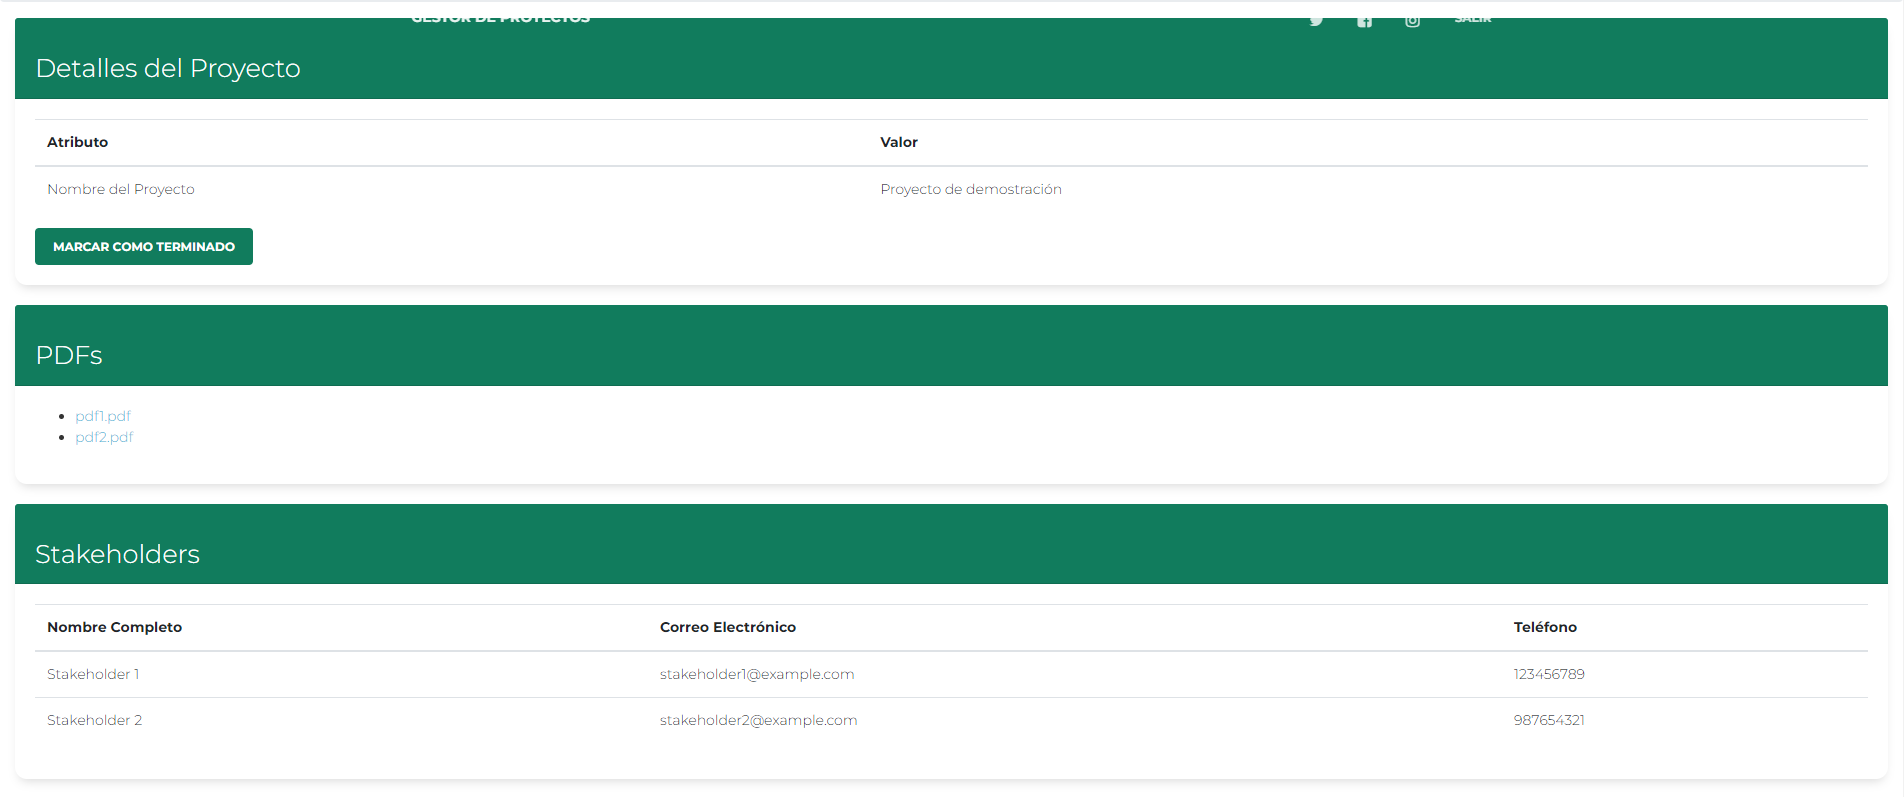 GESTOR DE PROYECTOS SALIR
Detalles del Proyecto
Atributo Valor
Nombre del Proyecto Proyecto de demostración
MARCAR COMO TERMINADO
PDFs
pdf1.pdf
pdf2.pdf
Stakeholders
Nombre Completo Correo Electrónico Teléfono
Stakeholder 1 stakeholder1@example.com 123456789
Stakeholder 2 stakeholder2@example.com 987654321